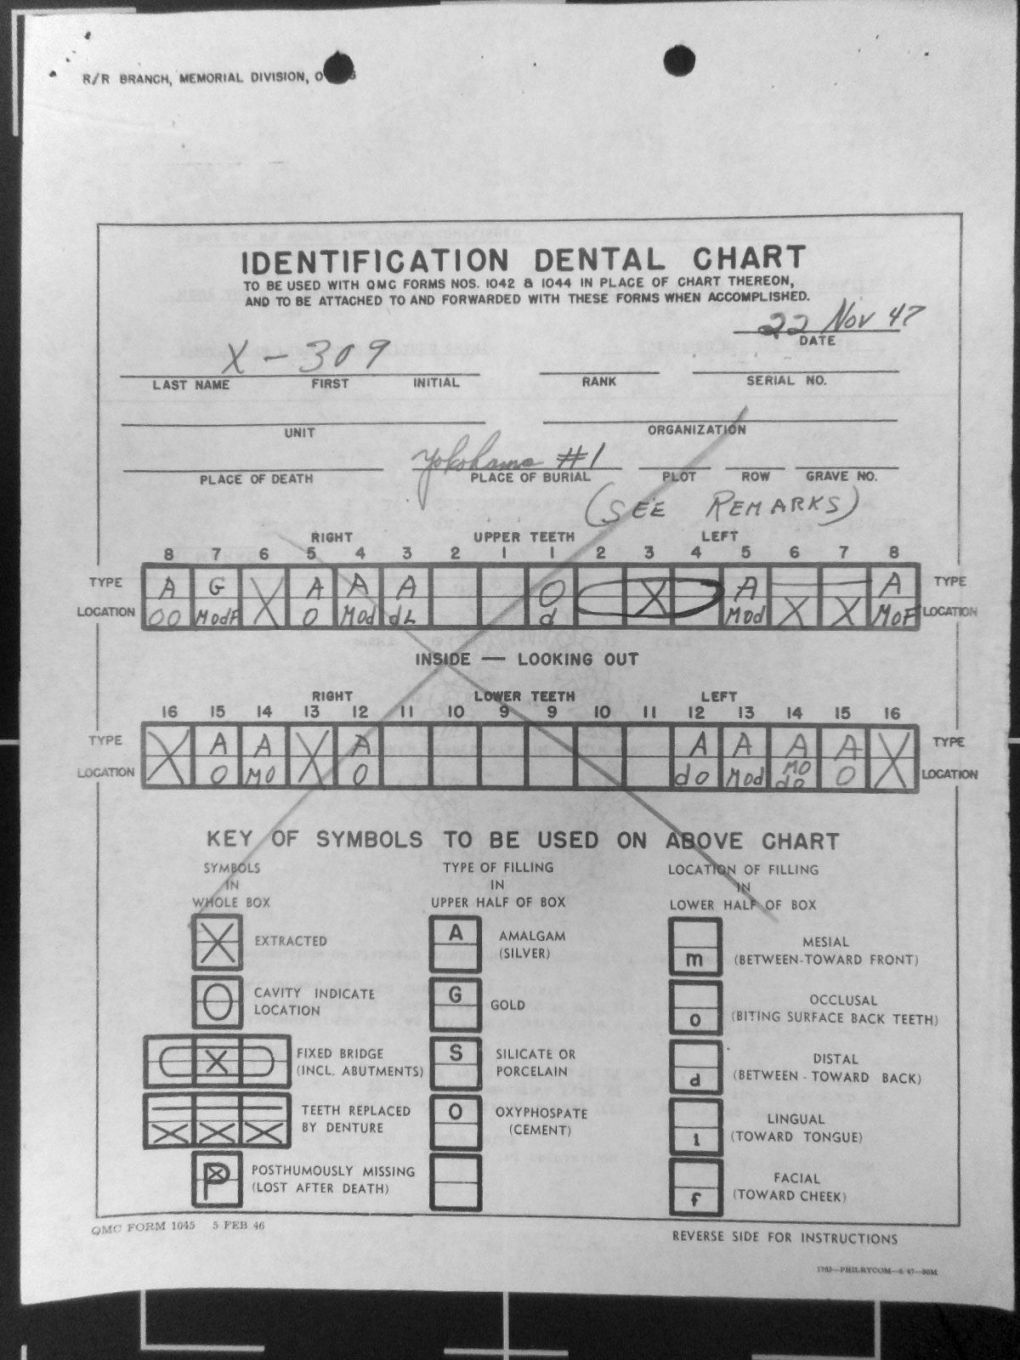 R/R BRANCH, MEMORIAL DIVISION,
IDENTIFICATION DENTAL CHART
TO BE USED WITH QMC FORMS NOS. 1042 & 1044 IN PLACE OF CHART THEREON,
AND TO BE ATTACHED TO AND FORWARDED WITH THESE FORMS WHEN ACCOMPLISHED.
22 Nov 47
DATE
X-309
LAST NAME FIRST INITIAL RANK SERIAL NO.
UNIT ORGANIZATION
Yokohama #1
PLACE OF DEATH PLACE OF BURIAL PLOT ROW GRAVE NO.
(SEE REMARKS)
RIGHT UPPER TEETH LEFT
8 7 6 5 4 3 2 1 1 2 3 4 5 6 7 8
TYPE A G X A A A O X A A TYPE
LOCATION OO ModF O Mod dL d Mod X X MoF LOCATION
INSIDE — LOOKING OUT
RIGHT LOWER TEETH LEFT
16 15 14 13 12 11 10 9 9 10 11 12 13 14 15 16
TYPE X A A X A A A A A X TYPE
LOCATION O MO O do Mod MO do O LOCATION
KEY OF SYMBOLS TO BE USED ON ABOVE CHART
SYMBOLS IN WHOLE BOX
TYPE OF FILLING IN UPPER HALF OF BOX
LOCATION OF FILLING IN LOWER HALF OF BOX
X EXTRACTED
A AMALGAM (SILVER)
m MESIAL (BETWEEN-TOWARD FRONT)
O CAVITY INDICATE LOCATION
G GOLD
o OCCLUSAL (BITING SURFACE BACK TEETH)
X FIXED BRIDGE (INCL. ABUTMENTS)
S SILICATE OR PORCELAIN
d DISTAL (BETWEEN-TOWARD BACK)
X X X TEETH REPLACED BY DENTURE
O OXYPHOSPATE (CEMENT)
l LINGUAL (TOWARD TONGUE)
P POSTHUMOUSLY MISSING (LOST AFTER DEATH)
f FACIAL (TOWARD CHEEK)
QMC FORM 1045 5 FEB 46
REVERSE SIDE FOR INSTRUCTIONS